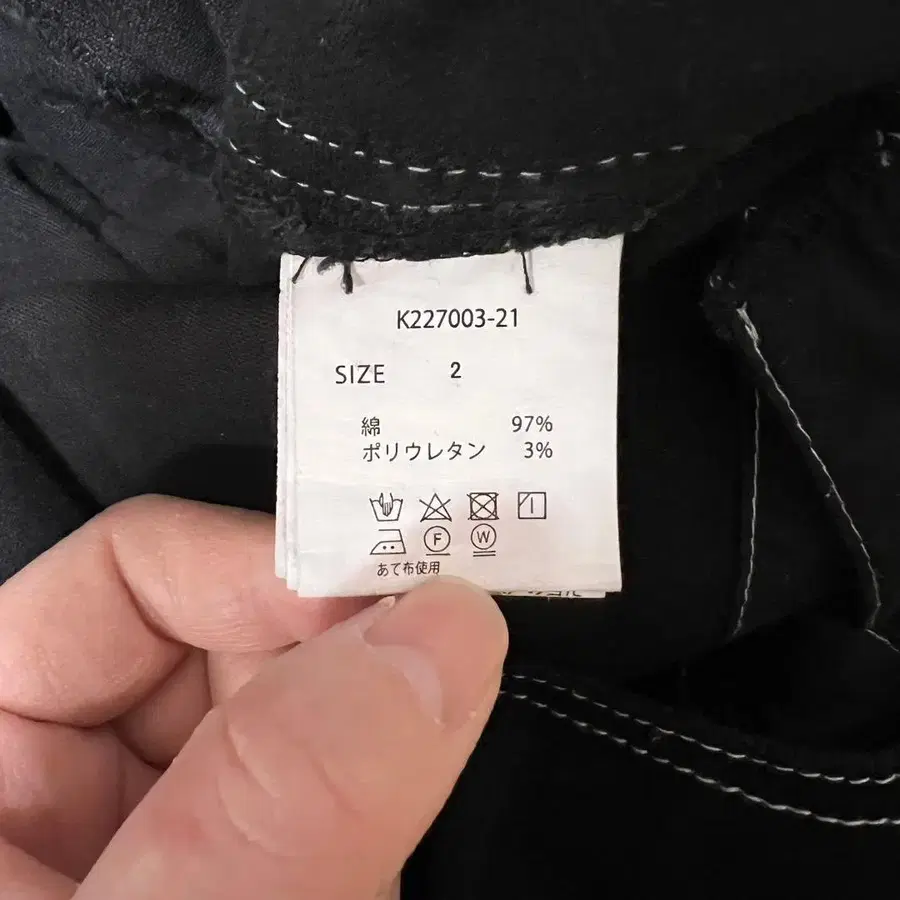 K227003-21
SIZE 2
綿 97%
ポリウレタン 3%
F W
あて布使用